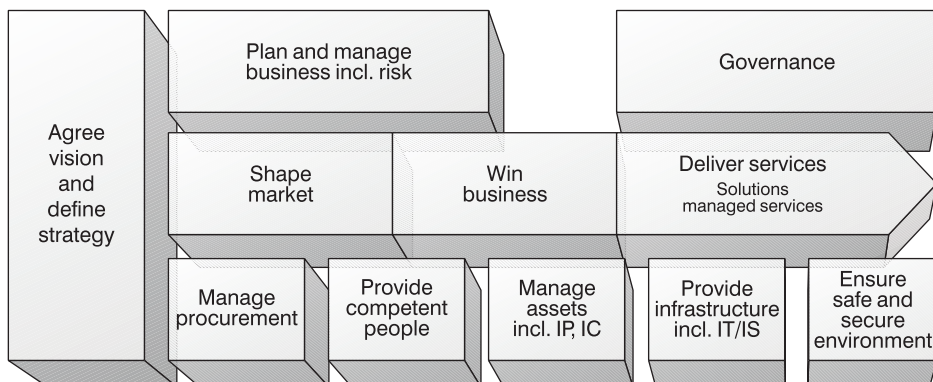 Agree
vision
and
define
strategy
Plan and manage
business incl. risk
Governance
Shape
market
Win
business
Deliver services
Solutions
managed services
Manage
procurement
Provide
competent
people
Manage
assets
incl. IP, IC
Provide
infrastructure
incl. IT/IS
Ensure
safe and
secure
environment